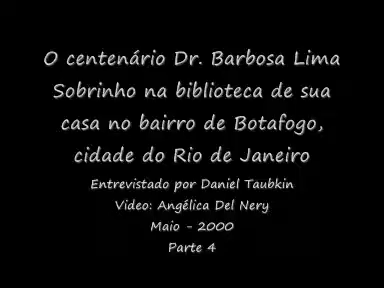 O centenário Dr. Barbosa Lima
Sobrinho na biblioteca de sua
casa no bairro de Botafogo,
cidade do Rio de Janeiro
Entrevistado por Daniel Taubkin
Video: Angélica Del Nery
Maio - 2000
Parte 4